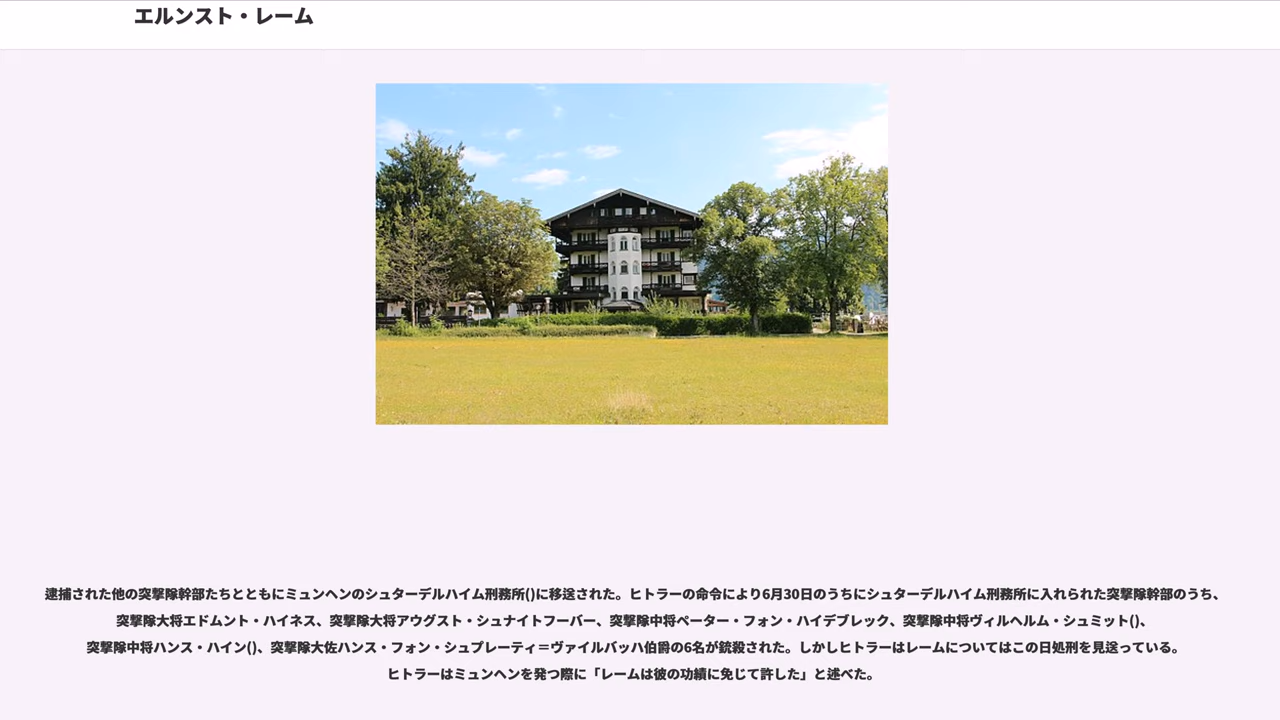 エルンスト・レーム
逮捕された他の突撃隊幹部たちとともにミュンヘンのシュターデルハイム刑務所()に移送された。ヒトラーの命令により6月30日のうちにシュターデルハイム刑務所に入れられた突撃隊幹部のうち、
突撃隊大将エドムント・ハイネス、突撃隊大将アウグスト・シュナイトフーバー、突撃隊中将ペーター・フォン・ハイデブレック、突撃隊中将ヴィルヘルム・シュミット()、
突撃隊中将ハンス・ハイン()、突撃隊大佐ハンス・フォン・シュプレーティ＝ヴァイルバッハ伯爵の6名が銃殺された。しかしヒトラーはレームについてはこの日処刑を見送っている。
ヒトラーはミュンヘンを発つ際に「レームは彼の功績に免じて許した」と述べた。